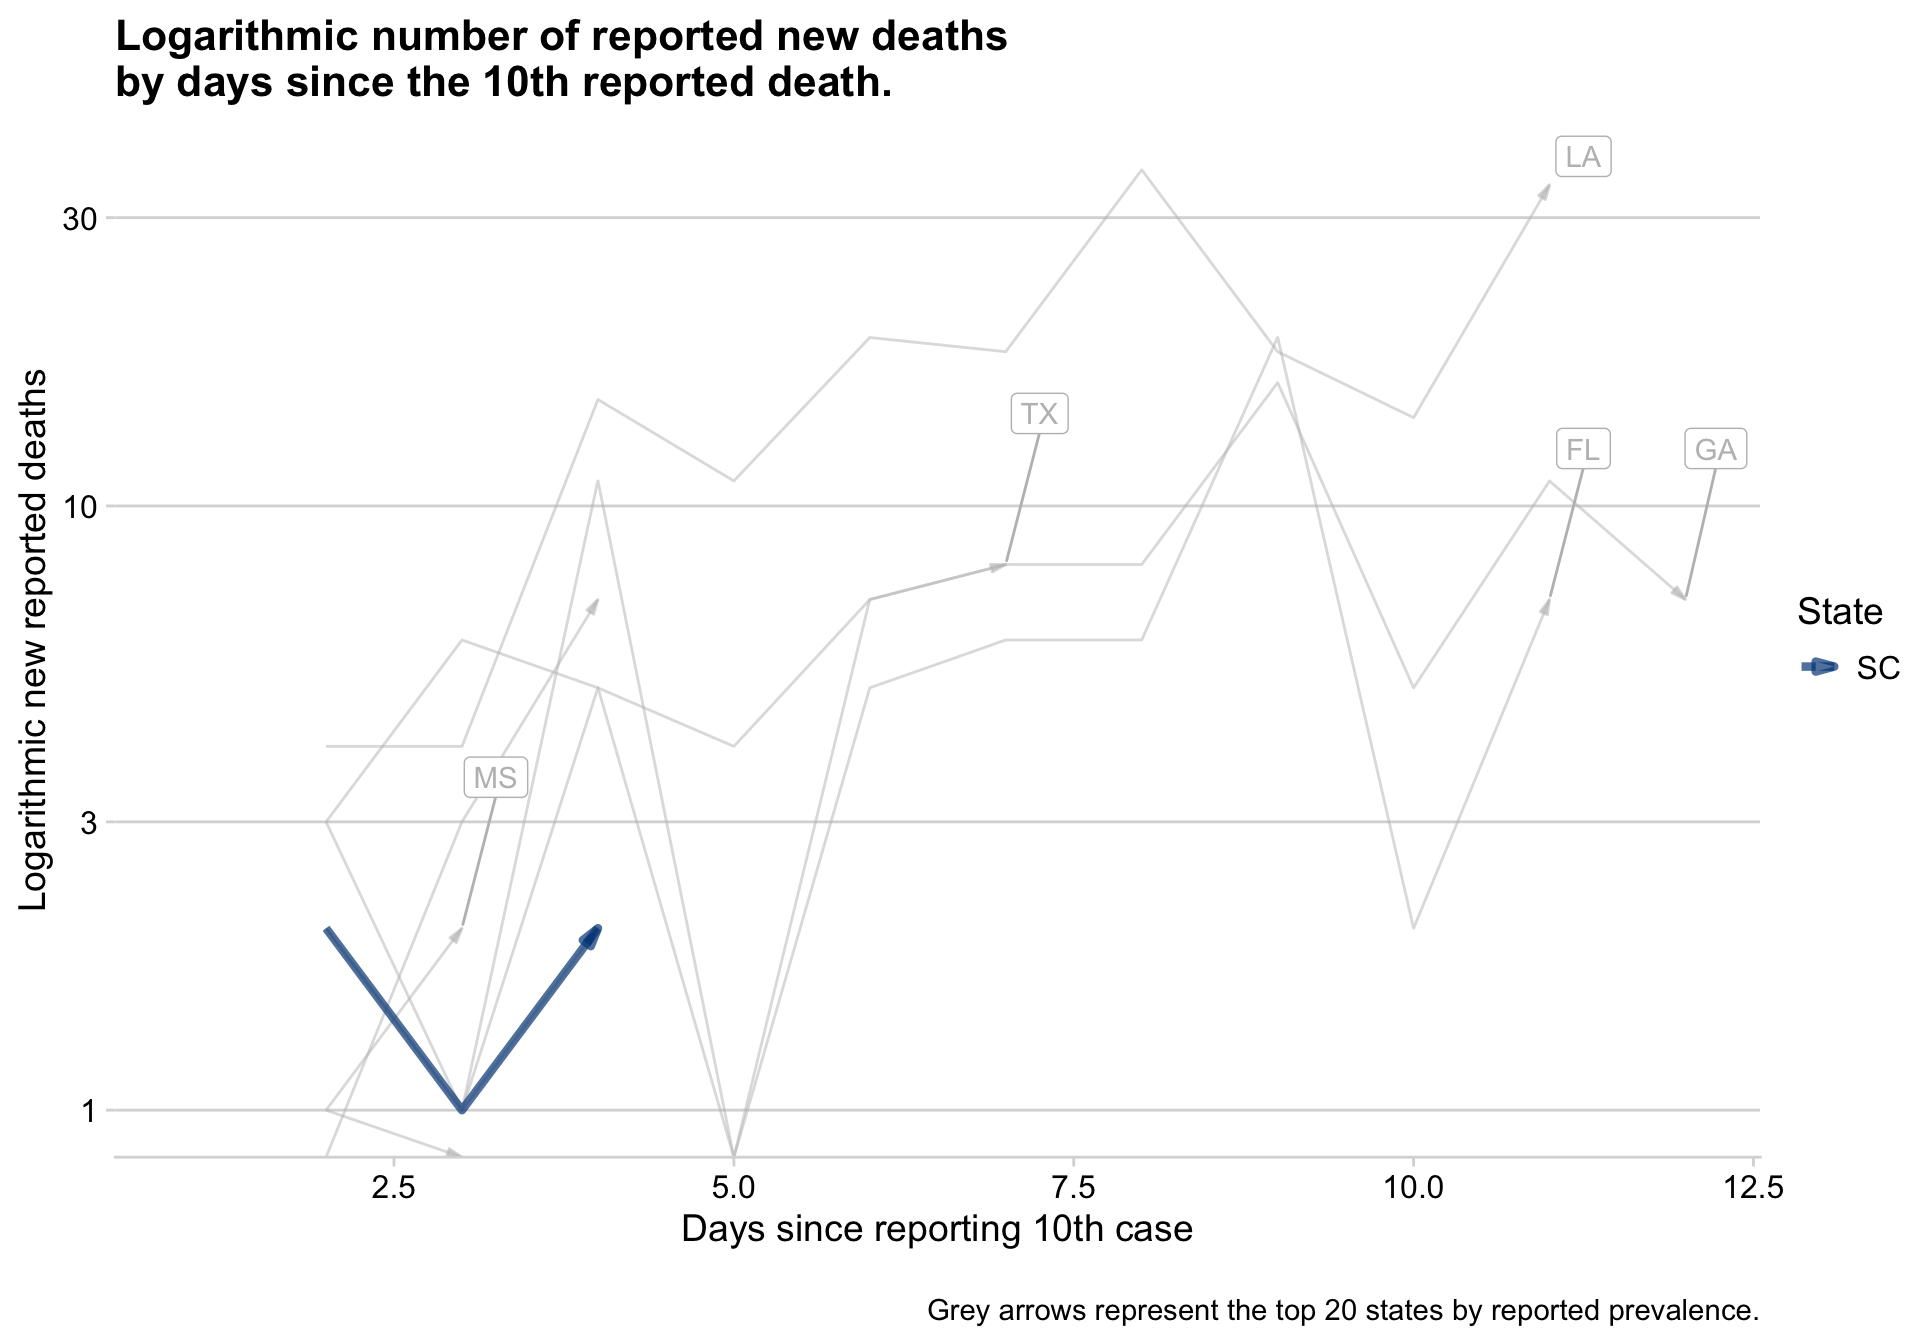 Logarithmic number of reported new deaths
by days since the 10th reported death.
LA
30
TX
FL
GA
10
Logarithmic new reported deaths
State
SC
MS
3
1
2.5
5.0
7.5
10.0
12.5
Days since reporting 10th case
Grey arrows represent the top 20 states by reported prevalence.